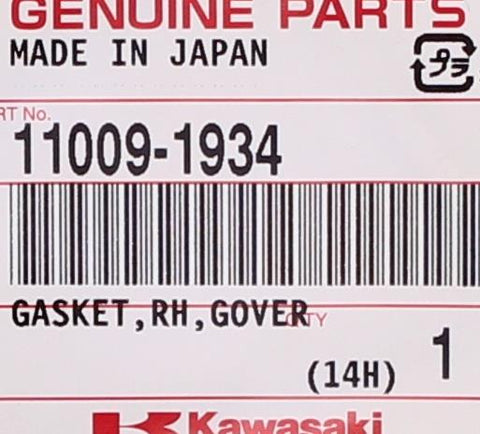 GENUINE PARTS
MADE IN JAPAN
プラ
RT No.
11009-1934
GASKET,RH,GOVER
QTY
1
(14H)
Kawasaki